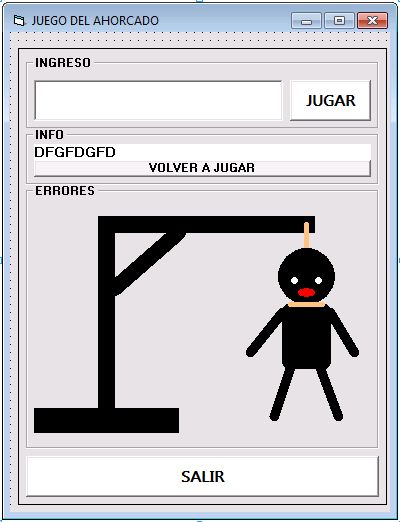 JUEGO DEL AHORCADO
INGRESO
JUGAR
INFO
DFGFDGFD
VOLVER A JUGAR
ERRORES
SALIR